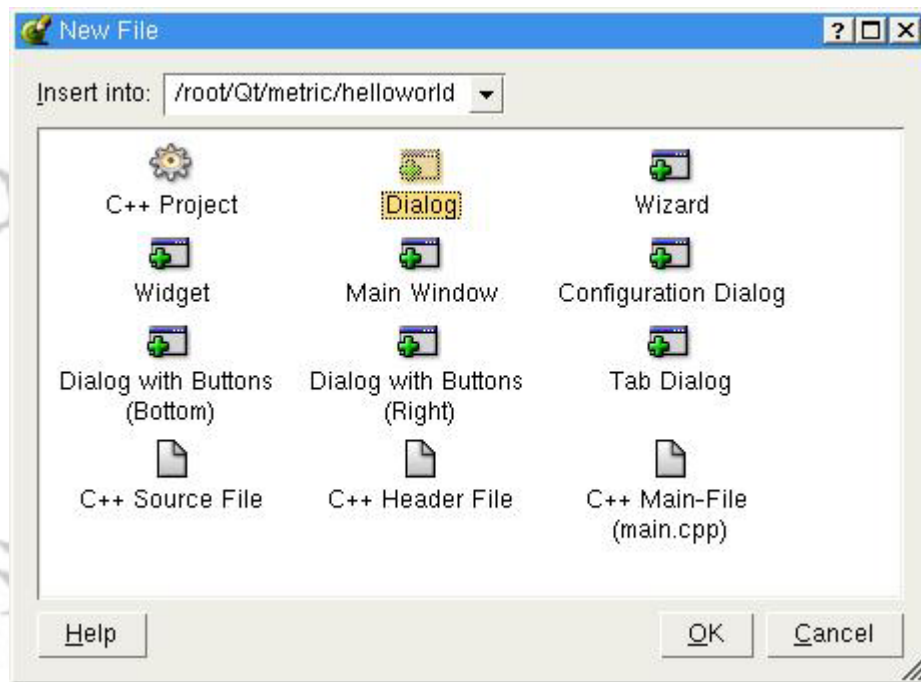 New File
Insert into: /root/Qt/metric/helloworld
C++ Project
Dialog
Wizard
Widget
Main Window
Configuration Dialog
Dialog with Buttons
(Bottom)
Dialog with Buttons
(Right)
Tab Dialog
C++ Source File
C++ Header File
C++ Main-File
(main.cpp)
Help
OK
Cancel